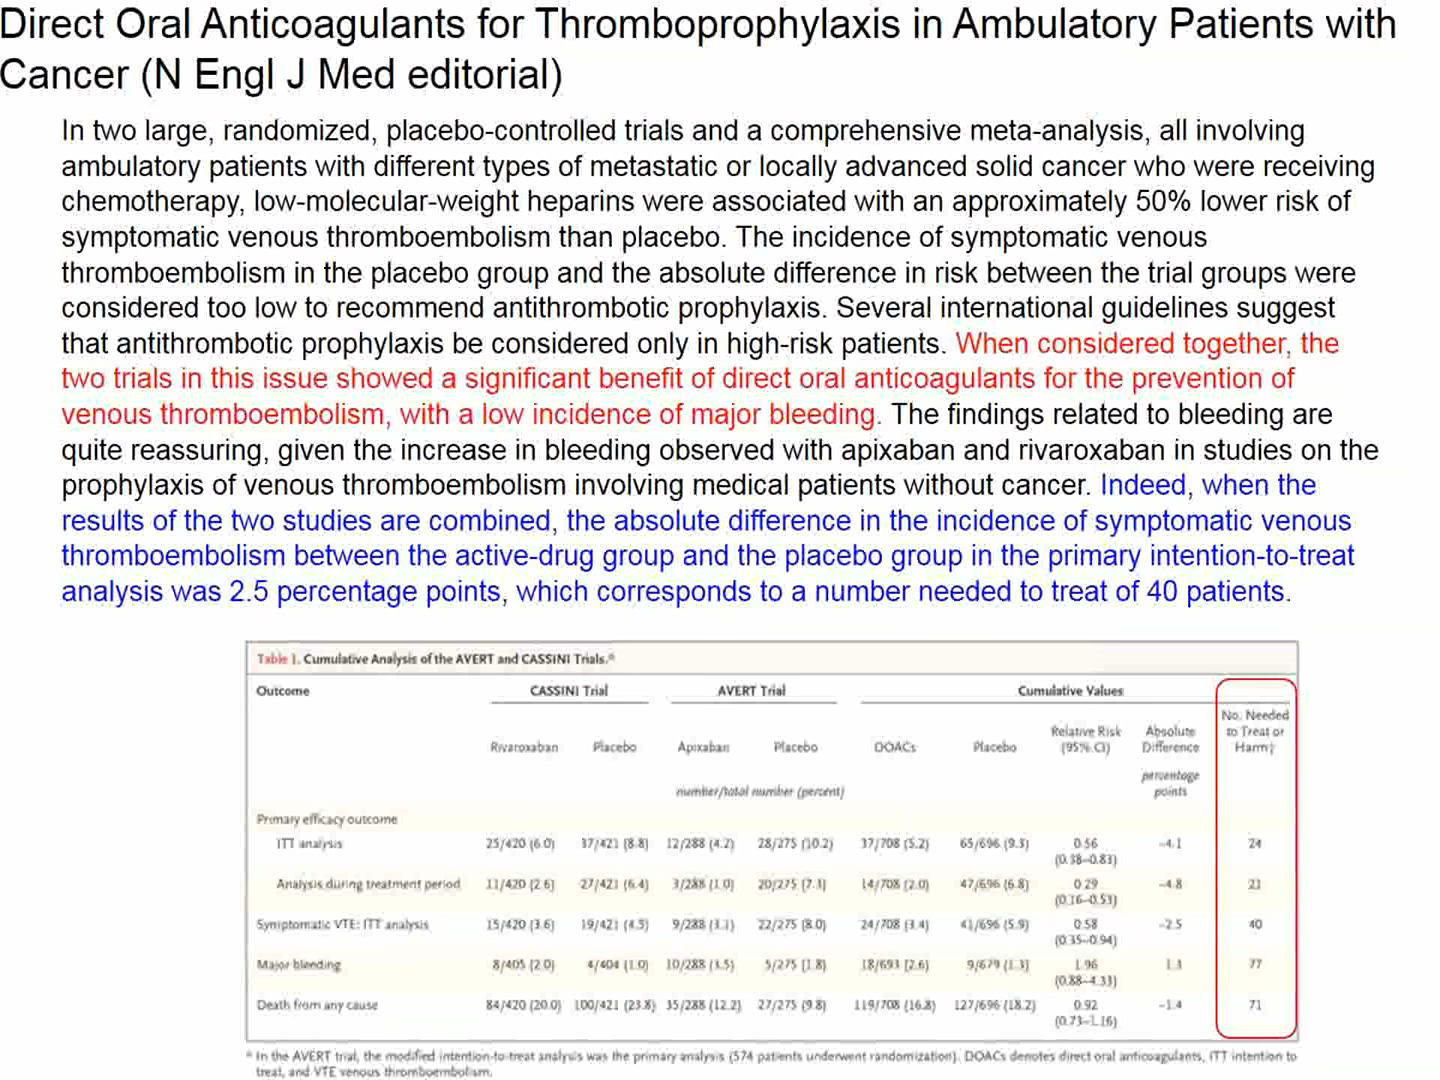 Direct Oral Anticoagulants for Thromboprophylaxis in Ambulatory Patients with
Cancer (N Engl J Med editorial)
In two large, randomized, placebo-controlled trials and a comprehensive meta-analysis, all involving
ambulatory patients with different types of metastatic or locally advanced solid cancer who were receiving
chemotherapy, low-molecular-weight heparins were associated with an approximately 50% lower risk of
symptomatic venous thromboembolism than placebo. The incidence of symptomatic venous
thromboembolism in the placebo group and the absolute difference in risk between the trial groups were
considered too low to recommend antithrombotic prophylaxis. Several international guidelines suggest
that antithrombotic prophylaxis be considered only in high-risk patients. When considered together, the
two trials in this issue showed a significant benefit of direct oral anticoagulants for the prevention of
venous thromboembolism, with a low incidence of major bleeding. The findings related to bleeding are
quite reassuring, given the increase in bleeding observed with apixaban and rivaroxaban in studies on the
prophylaxis of venous thromboembolism involving medical patients without cancer. Indeed, when the
results of the two studies are combined, the absolute difference in the incidence of symptomatic venous
thromboembolism between the active-drug group and the placebo group in the primary intention-to-treat
analysis was 2.5 percentage points, which corresponds to a number needed to treat of 40 patients.
Table 1. Cumulative Analysis of the AVERT and CASSINI Trials.*
Outcome CASSINI Trial AVERT Trial Cumulative Values No. Needed to Treat or Harm†
Rivaroxaban Placebo Apixaban Placebo DOACs Placebo Relative Risk (95% CI) Absolute Difference
number/total number (percent) percentage points
Primary efficacy outcome
ITT analysis 25/420 (6.0) 37/421 (8.8) 12/288 (4.2) 28/275 (10.2) 37/708 (5.2) 65/696 (9.3) 0.56 (0.38–0.83) –4.1 24
Analysis during treatment period 11/420 (2.6) 27/421 (6.4) 3/288 (1.0) 20/275 (7.3) 14/708 (2.0) 47/696 (6.8) 0.29 (0.16–0.53) –4.8 21
Symptomatic VTE: ITT analysis 15/420 (3.6) 19/421 (4.5) 9/288 (3.1) 22/275 (8.0) 24/708 (3.4) 41/696 (5.9) 0.58 (0.35–0.94) –2.5 40
Major bleeding 8/405 (2.0) 4/404 (1.0) 10/288 (3.5) 5/275 (1.8) 18/693 (2.6) 9/679 (1.3) 1.96 (0.88–4.33) 1.3 77
Death from any cause 84/420 (20.0) 100/421 (23.8) 35/288 (12.2) 27/275 (9.8) 119/708 (16.8) 127/696 (18.2) 0.92 (0.73–1.16) –1.4 71
* In the AVERT trial, the modified intention-to-treat analysis was the primary analysis (574 patients underwent randomization). DOACs denotes direct oral anticoagulants, ITT intention to
treat, and VTE venous thromboembolism.